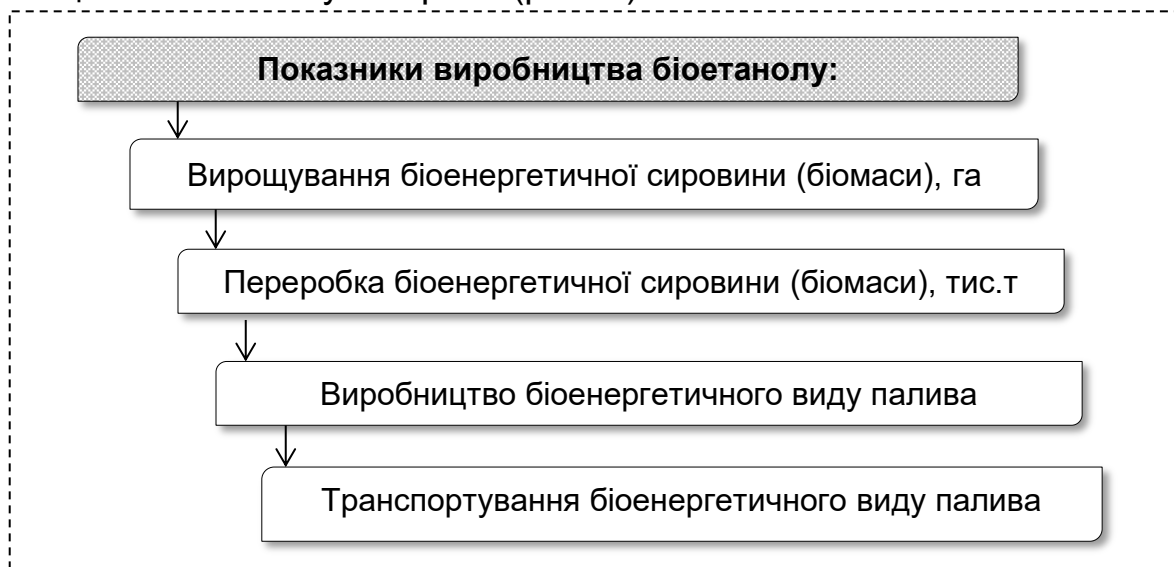 Показники виробництва біоетанолу:
Вирощування біоенергетичної сировини (біомаси), га
Переробка біоенергетичної сировини (біомаси), тис.т
Виробництво біоенергетичного виду палива
Транспортування біоенергетичного виду палива